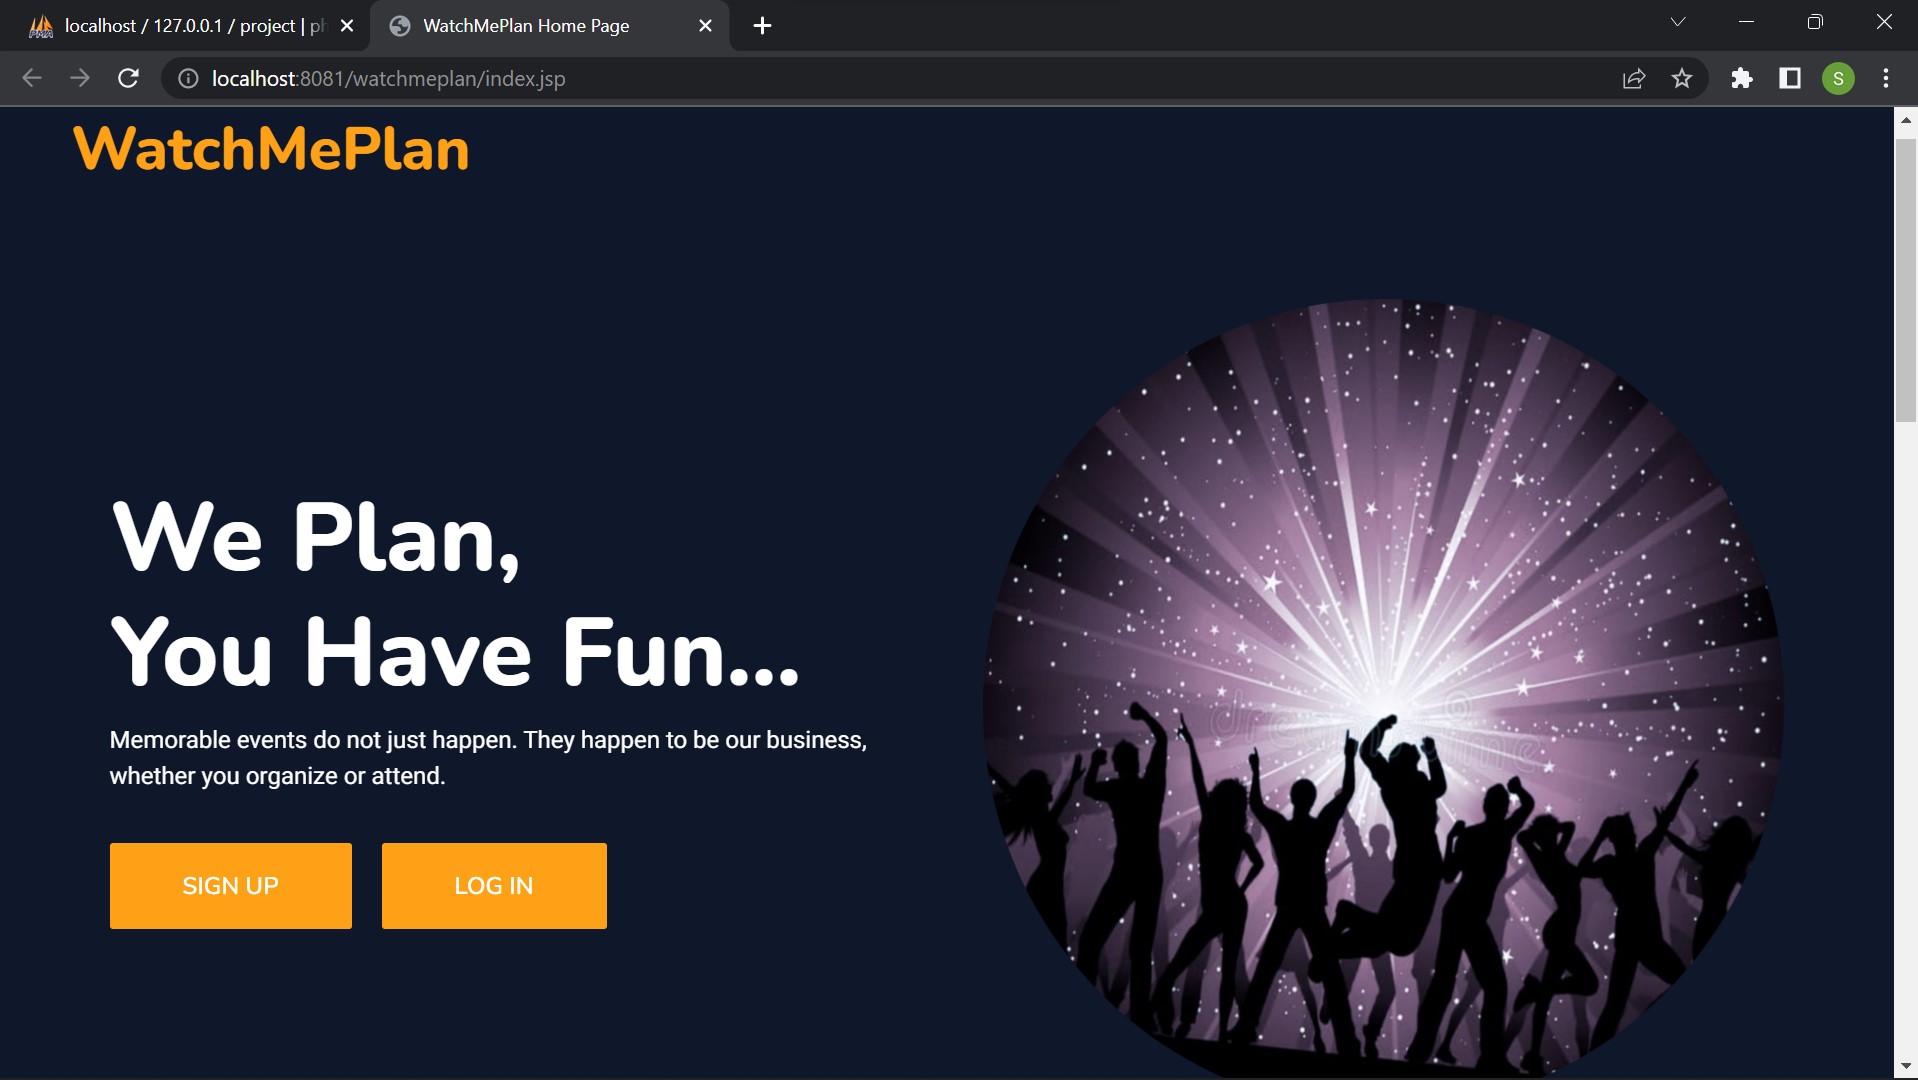 localhost / 127.0.0.1 / project | ph
WatchMePlan Home Page
localhost:8081/watchmeplan/index.jsp
S
WatchMePlan
We Plan,
You Have Fun...
Memorable events do not just happen. They happen to be our business,
whether you organize or attend.
SIGN UP
LOG IN